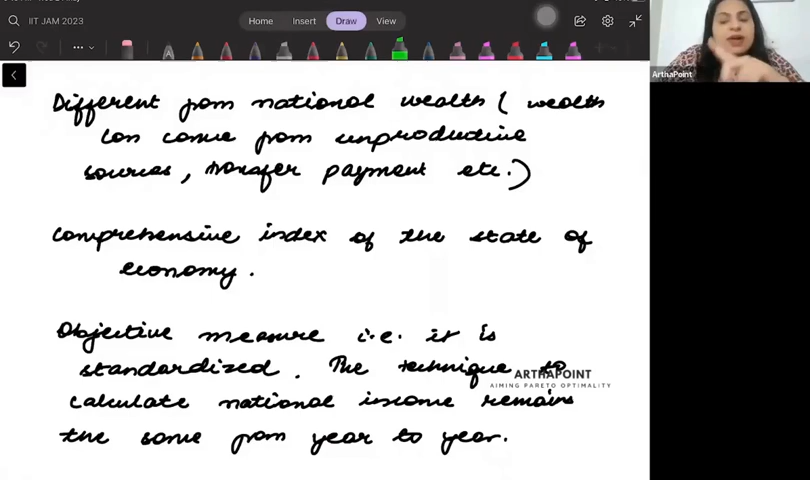 IIT JAM 2023
Home
Insert
Draw
View
ArthaPoint
Different from national wealth ( wealth
can come from unproductive
sources, transfer payment etc.)
Comprehensive index of the state of
economy.
Objective measure i.e. it is
standardized. The technique to
ARTHAPOINT
AIMING PARETO OPTIMALITY
calculate national income remains
the same from year to year.